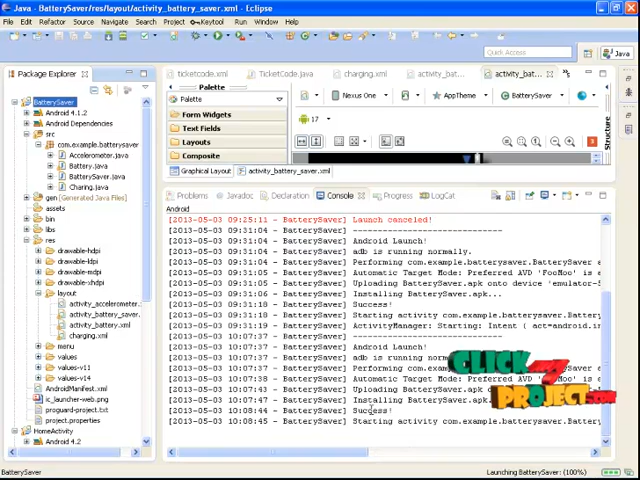 Java - BatterySaver/res/layout/activity_battery_saver.xml - Eclipse
File Edit Refactor Source Navigate Search Project Keytool Run Window Help
Quick Access
Java
Package Explorer
BatterySaver
Android 4.1.2
Android Dependencies
src
com.example.batterysaver
Accelerometer.java
Battery.java
BatterySaver.java
Charing.java
gen [Generated Java Files]
assets
bin
libs
res
drawable-hdpi
drawable-ldpi
drawable-mdpi
drawable-xhdpi
layout
activity_accelerometer.
activity_battery_saver.
activity_battery.xml
charging.xml
menu
values
values-v11
values-v14
AndroidManifest.xml
ic_launcher-web.png
proguard-project.txt
project.properties
HomeActivity
Android 4.2
ticketcode.xml
TicketCode.java
charging.xml
activity_bat...
activity_bat...
Palette
Palette
Form Widgets
Text Fields
Layouts
Composite
Nexus One
AppTheme
BatterySaver
17
3
Graphical Layout
activity_battery_saver.xml
Problems
Javadoc
Declaration
Console
Progress
LogCat
Android
[2013-05-03 09:25:11 - BatterySaver] Launch canceled!
[2013-05-03 09:31:04 - BatterySaver] ------------------------------
[2013-05-03 09:31:04 - BatterySaver] Android Launch!
[2013-05-03 09:31:04 - BatterySaver] adb is running normally.
[2013-05-03 09:31:04 - BatterySaver] Performing com.example.batterysaver.BatterySaver a
[2013-05-03 09:31:05 - BatterySaver] Automatic Target Mode: Preferred AVD 'FooMoo' is a
[2013-05-03 09:31:05 - BatterySaver] Uploading BatterySaver.apk onto device 'emulator-5
[2013-05-03 09:31:06 - BatterySaver] Installing BatterySaver.apk...
[2013-05-03 09:31:18 - BatterySaver] Success!
[2013-05-03 09:31:18 - BatterySaver] Starting activity com.example.batterysaver.Battery
[2013-05-03 09:31:19 - BatterySaver] ActivityManager: Starting: Intent { act=android.in
[2013-05-03 10:07:37 - BatterySaver] ------------------------------
[2013-05-03 10:07:37 - BatterySaver] Android Launch!
[2013-05-03 10:07:37 - BatterySaver] adb is running
[2013-05-03 10:07:37 - BatterySaver] Performing com.
[2013-05-03 10:07:38 - BatterySaver] Automatic Target
[2013-05-03 10:07:43 - BatterySaver] Uploading BatterySaver.apk
[2013-05-03 10:07:47 - BatterySaver] Installing BatterySaver.apk.
[2013-05-03 10:08:44 - BatterySaver] Success!
[2013-05-03 10:08:45 - BatterySaver] Starting activity com.example.batterysaver.Battery
CLICK my PROJECT.COM
BatterySaver
Launching BatterySaver: (100%)